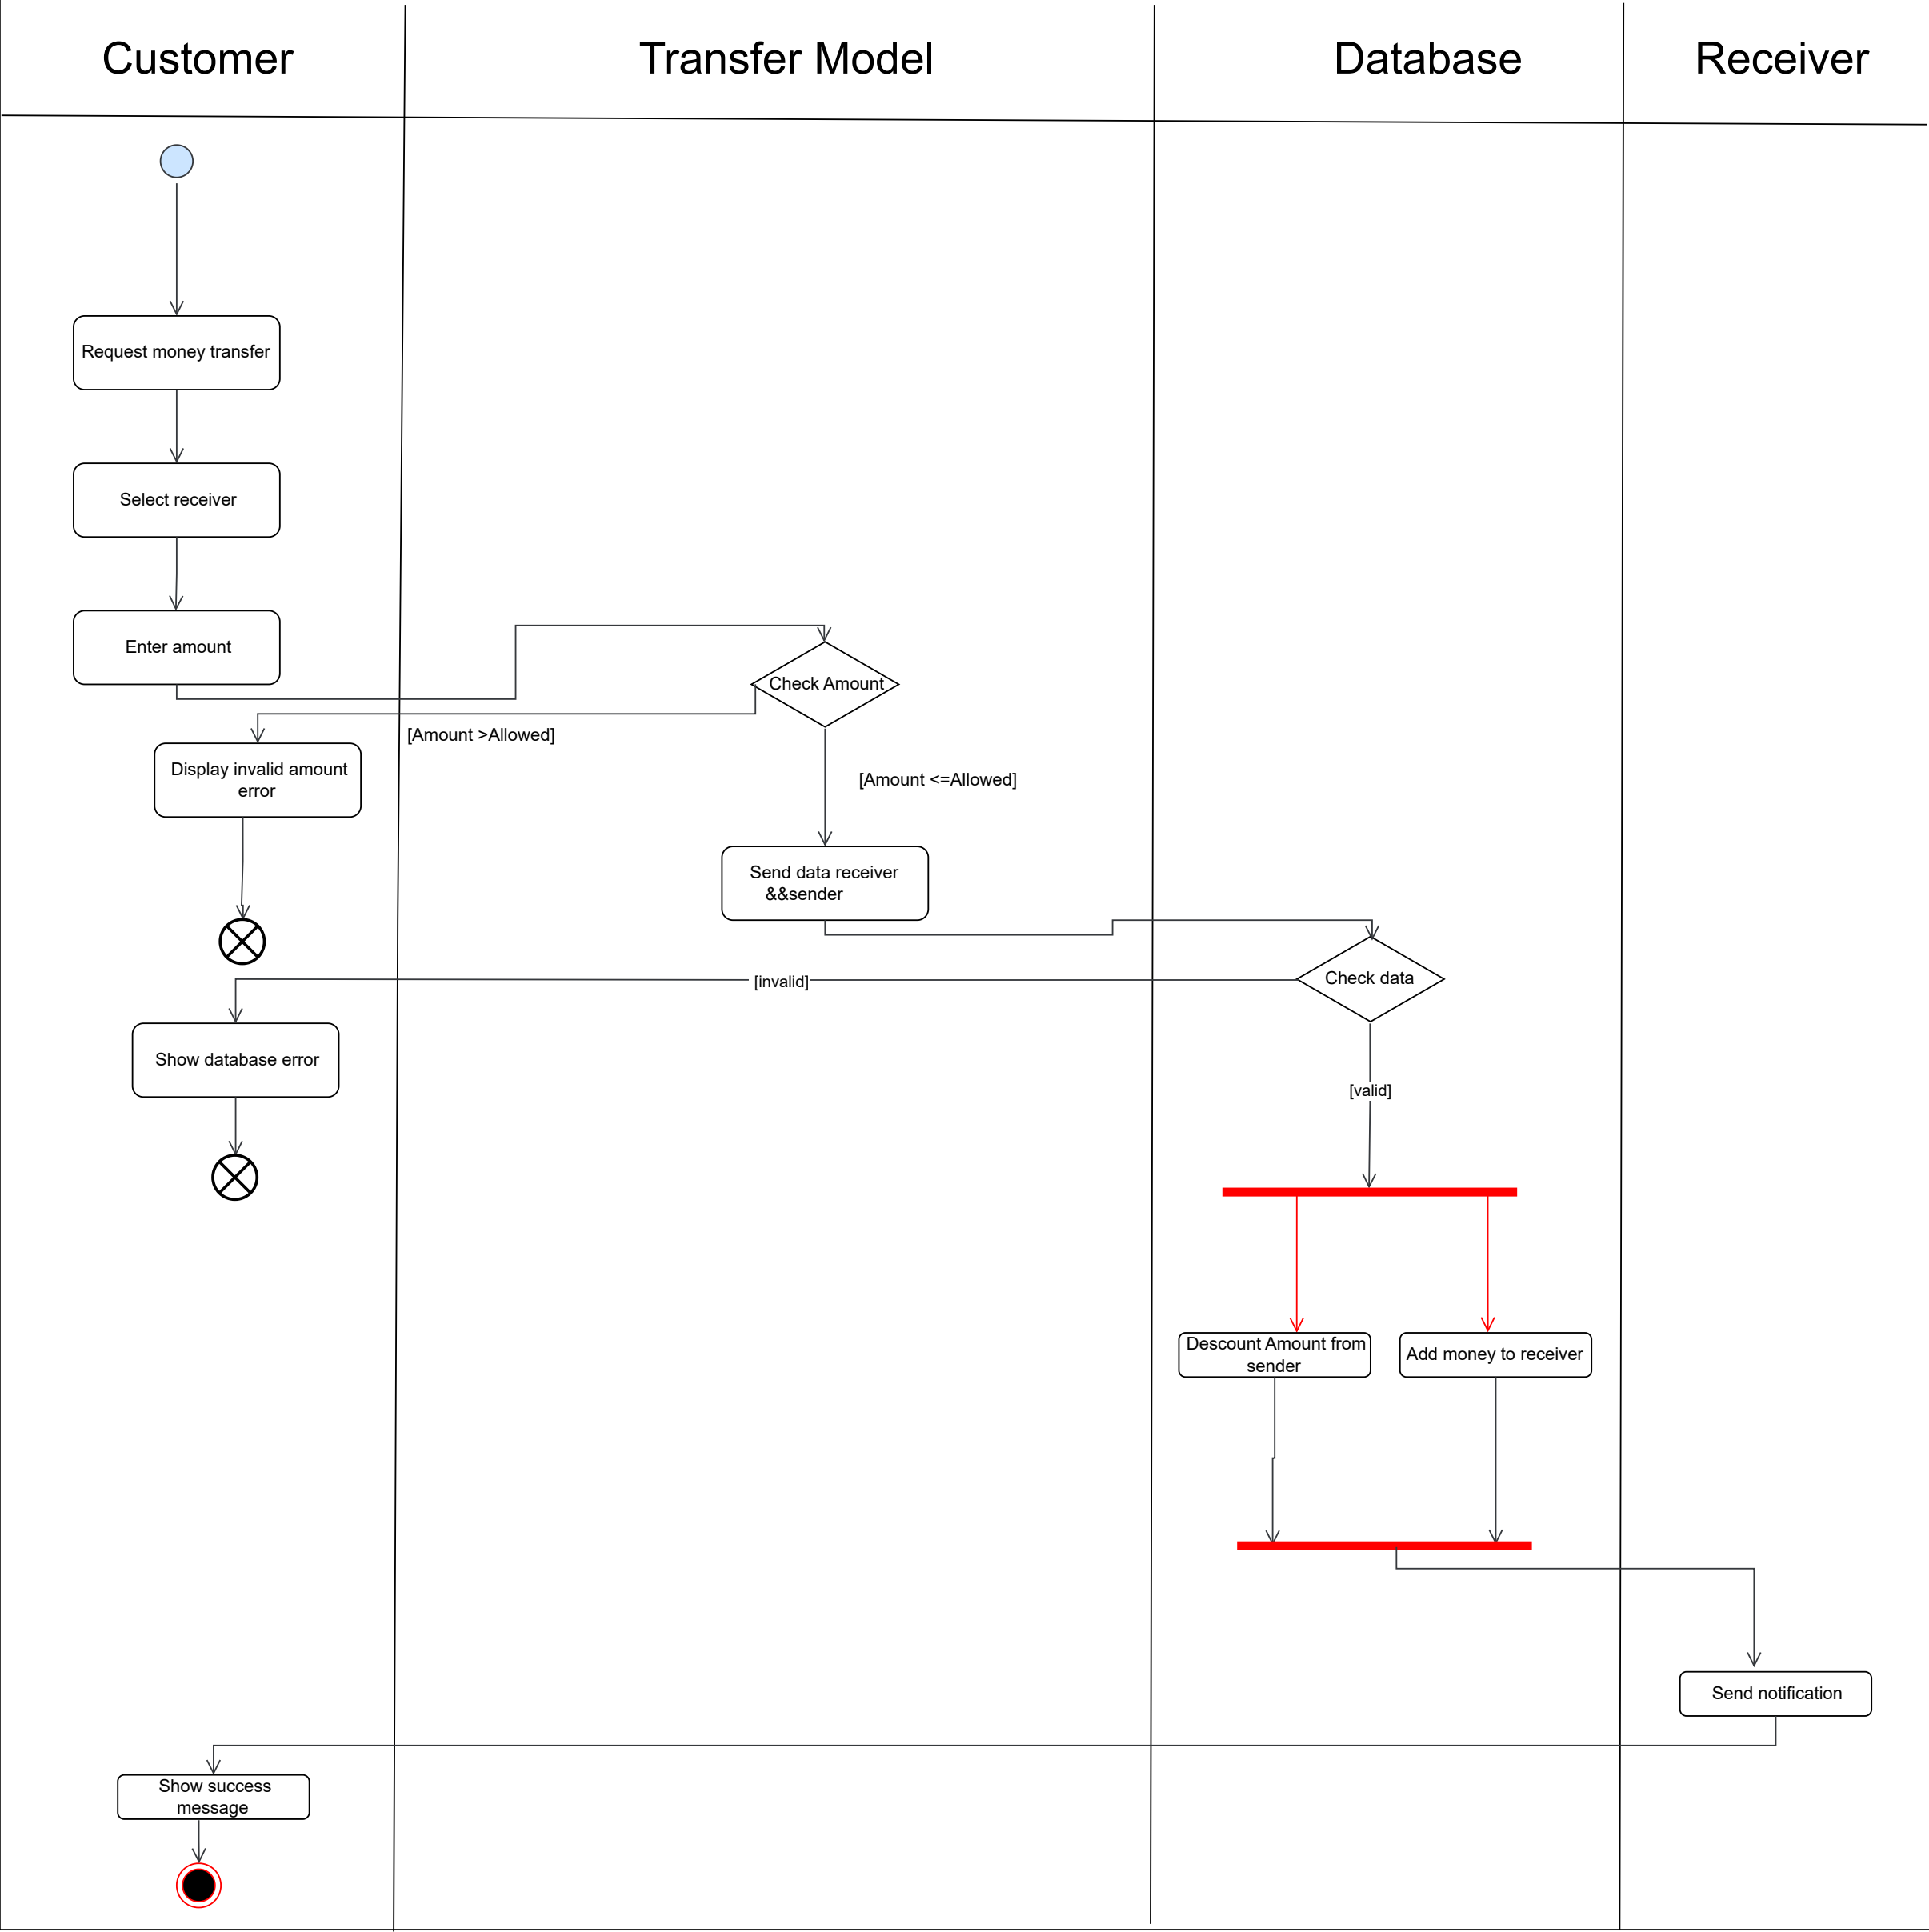 Customer
Transfer Model
Database
Receiver
Request money transfer
Select receiver
Enter amount
Check Amount
[Amount >Allowed]
Display invalid amount
error
[Amount <=Allowed]
Send data receiver
&&sender
Check data
[invalid]
Show database error
[valid]
Descount Amount from
sender
Add money to receiver
Send notification
Show success
message